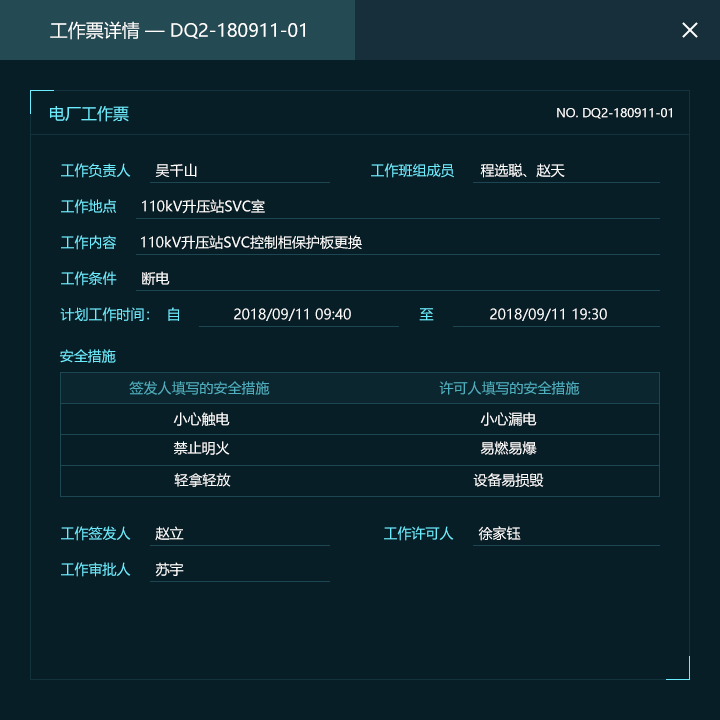 工作票详情 — DQ2-180911-01
电厂工作票 NO. DQ2-180911-01
工作负责人 吴千山 工作班组成员 程选聪、赵天
工作地点 110kV升压站SVC室
工作内容 110kV升压站SVC控制柜保护板更换
工作条件 断电
计划工作时间： 自 2018/09/11 09:40 至 2018/09/11 19:30
安全措施
签发人填写的安全措施 许可人填写的安全措施
小心触电 小心漏电
禁止明火 易燃易爆
轻拿轻放 设备易损毁
工作签发人 赵立 工作许可人 徐家钰
工作审批人 苏宇